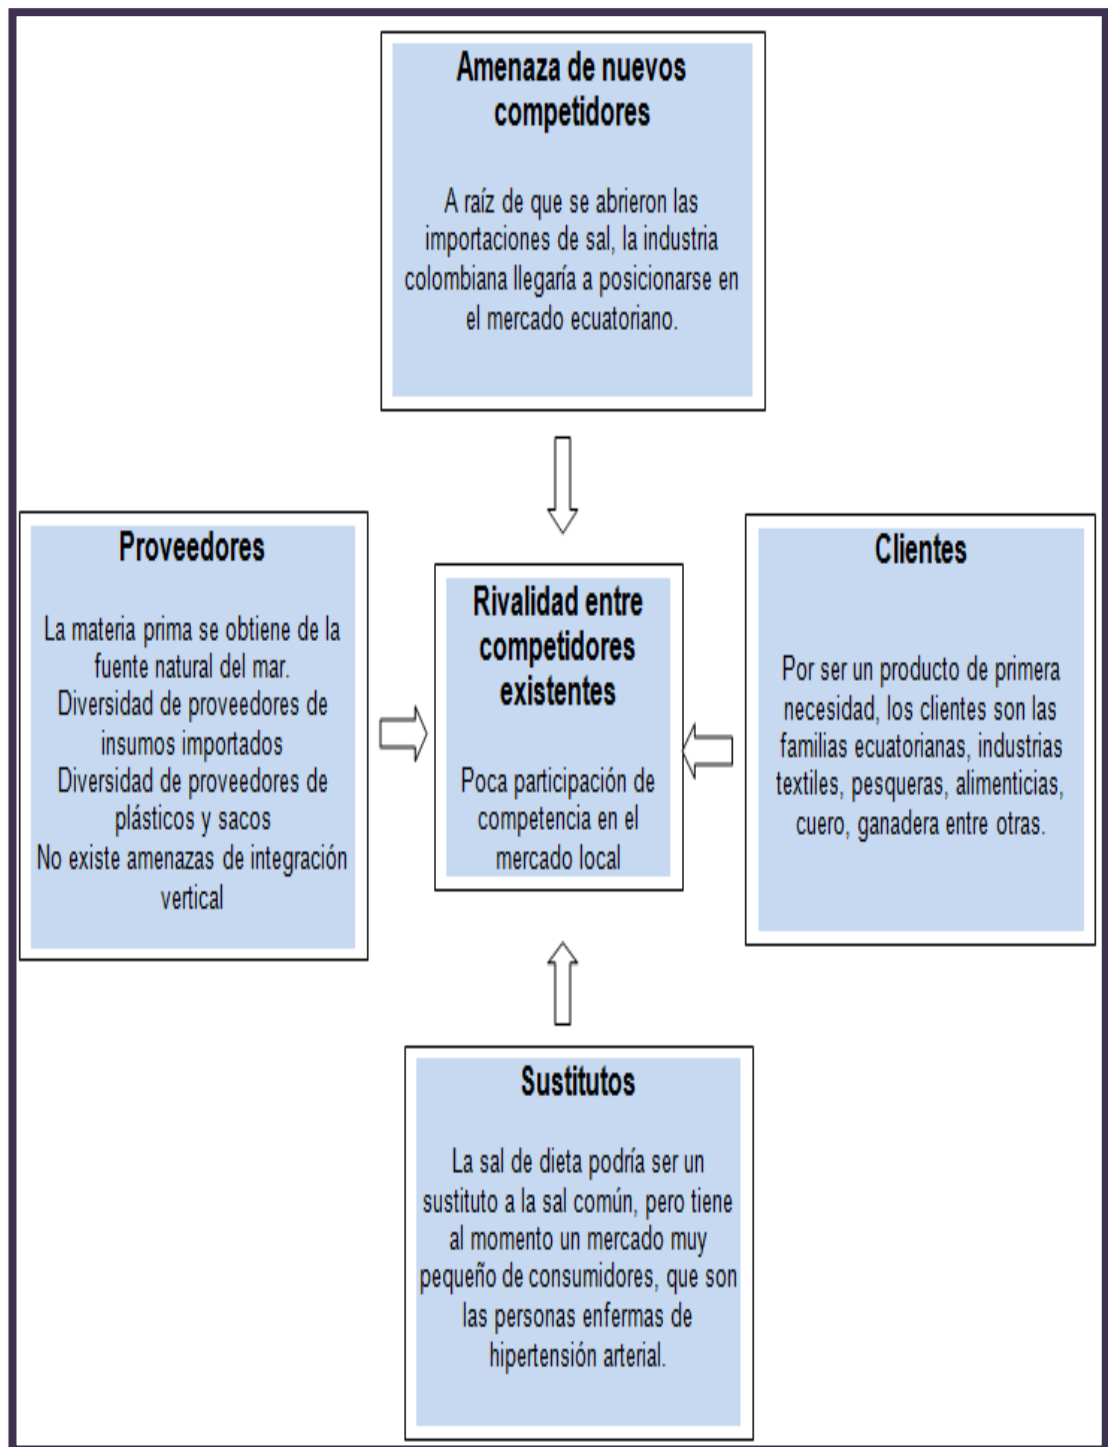 Amenaza de nuevos
competidores
A raíz de que se abrieron las
importaciones de sal, la industria
colombiana llegaría a posicionarse en
el mercado ecuatoriano.
Proveedores
La materia prima se obtiene de la
fuente natural del mar.
Diversidad de proveedores de
insumos importados
Diversidad de proveedores de
plásticos y sacos
No existe amenazas de integración
vertical
Rivalidad entre
competidores
existentes
Poca participación de
competencia en el
mercado local
Clientes
Por ser un producto de primera
necesidad, los clientes son las
familias ecuatorianas, industrias
textiles, pesqueras, alimenticias,
cuero, ganadera entre otras.
Sustitutos
La sal de dieta podría ser un
sustituto a la sal común, pero tiene
al momento un mercado muy
pequeño de consumidores, que son
las personas enfermas de
hipertensión arterial.